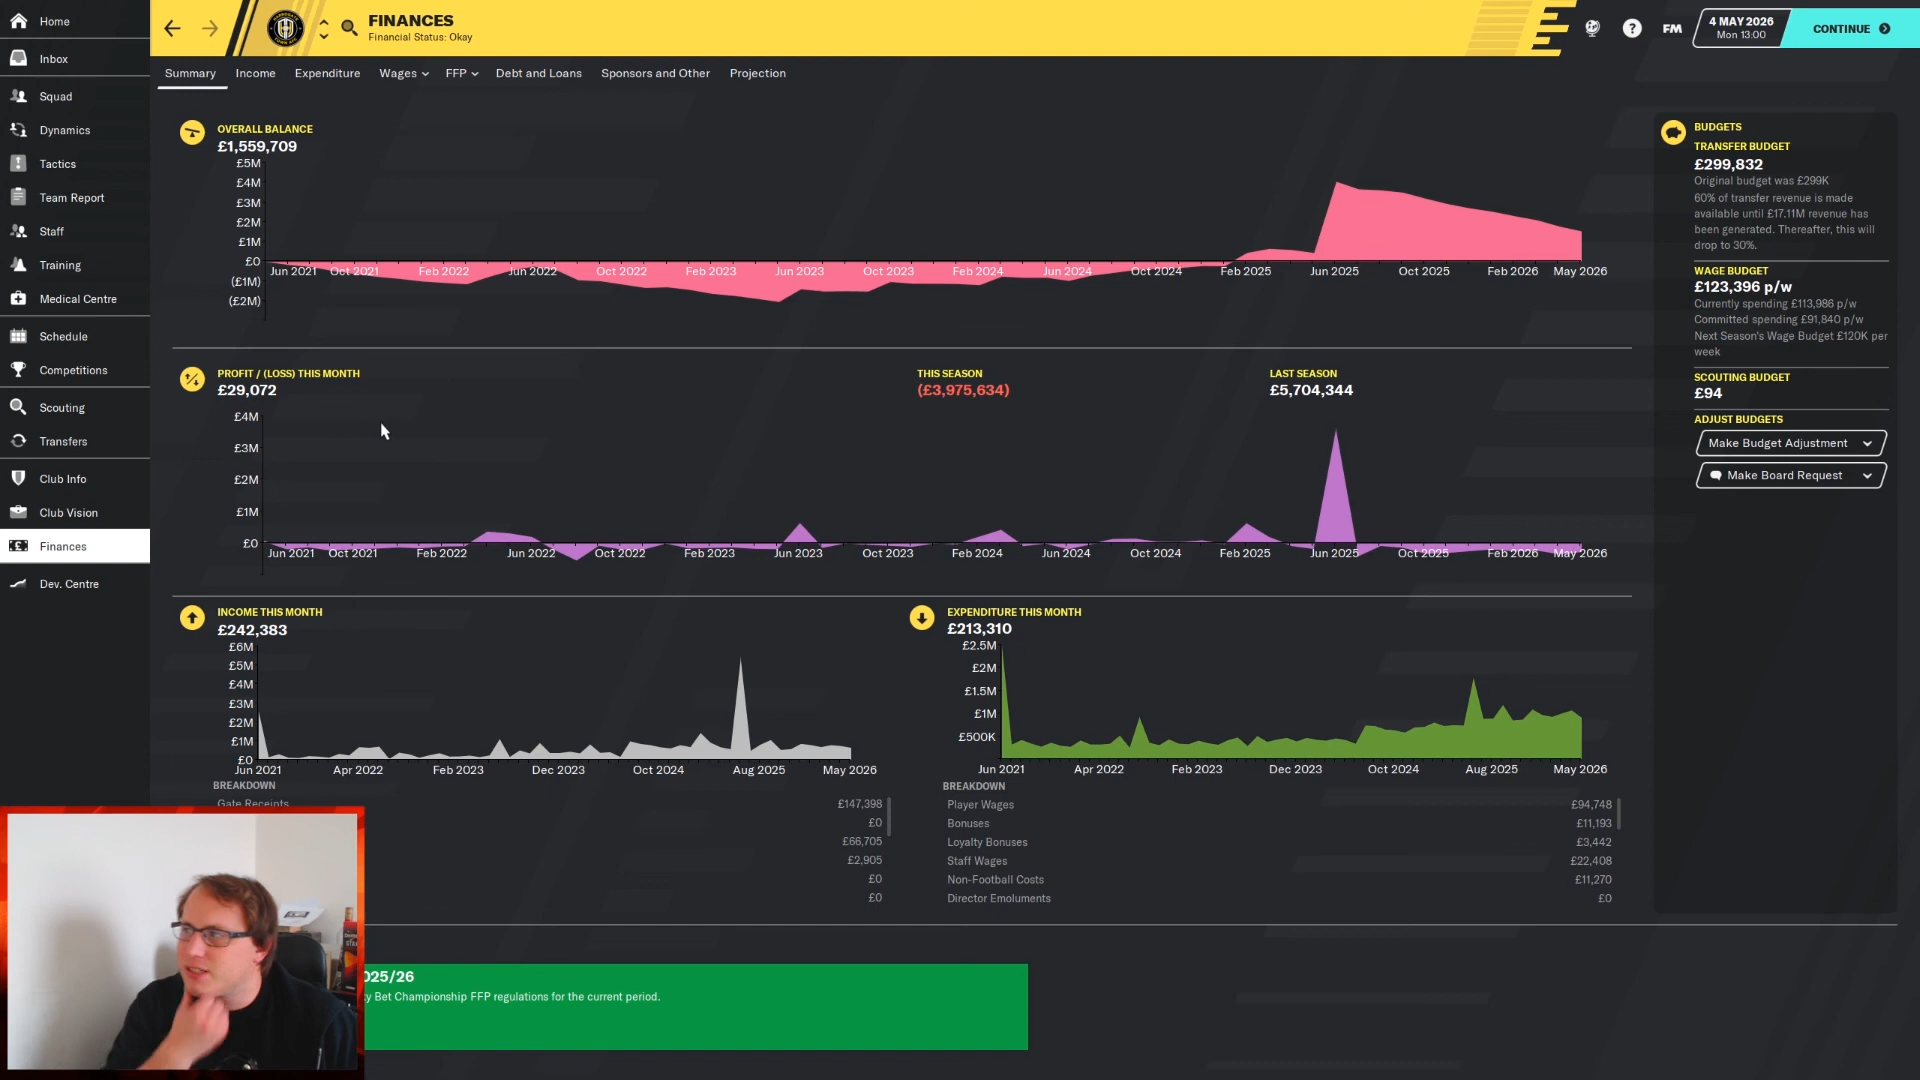 Home
Inbox
Squad
Dynamics
Tactics
Team Report
Staff
Training
Medical Centre
Schedule
Competitions
Scouting
Transfers
Club Info
Club Vision
Finances
Dev. Centre
FINANCES
Financial Status: Okay
FM
4 MAY 2026
Mon 13:00
CONTINUE
Summary Income Expenditure Wages FFP Debt and Loans Sponsors and Other Projection
OVERALL BALANCE
£1,559,709
£5M
£4M
£3M
£2M
£1M
£0
(£1M)
(£2M)
Jun 2021 Oct 2021 Feb 2022 Jun 2022 Oct 2022 Feb 2023 Jun 2023 Oct 2023 Feb 2024 Jun 2024 Oct 2024 Feb 2025 Jun 2025 Oct 2025 Feb 2026 May 2026
PROFIT / (LOSS) THIS MONTH
£29,072
THIS SEASON
(£3,975,634)
LAST SEASON
£5,704,344
£4M
£3M
£2M
£1M
£0
Jun 2021 Oct 2021 Feb 2022 Jun 2022 Oct 2022 Feb 2023 Jun 2023 Oct 2023 Feb 2024 Jun 2024 Oct 2024 Feb 2025 Jun 2025 Oct 2025 Feb 2026 May 2026
INCOME THIS MONTH
£242,383
£6M
£5M
£4M
£3M
£2M
£1M
£0
Jun 2021 Apr 2022 Feb 2023 Dec 2023 Oct 2024 Aug 2025 May 2026
BREAKDOWN
Gate Receipts £147,398
£0
£66,705
£2,905
£0
£0
EXPENDITURE THIS MONTH
£213,310
£2.5M
£2M
£1.5M
£1M
£500K
Jun 2021 Apr 2022 Feb 2023 Dec 2023 Oct 2024 Aug 2025 May 2026
BREAKDOWN
Player Wages £94,748
Bonuses £11,193
Loyalty Bonuses £3,442
Staff Wages £22,408
Non-Football Costs £11,270
Director Emoluments £0
025/26
y Bet Championship FFP regulations for the current period.
BUDGETS
TRANSFER BUDGET
£299,832
Original budget was £299K
60% of transfer revenue is made
available until £17.11M revenue has
been generated. Thereafter, this will
drop to 30%.
WAGE BUDGET
£123,396 p/w
Currently spending £113,986 p/w
Committed spending £91,840 p/w
Next Season's Wage Budget £120K per
week
SCOUTING BUDGET
£94
ADJUST BUDGETS
Make Budget Adjustment
Make Board Request